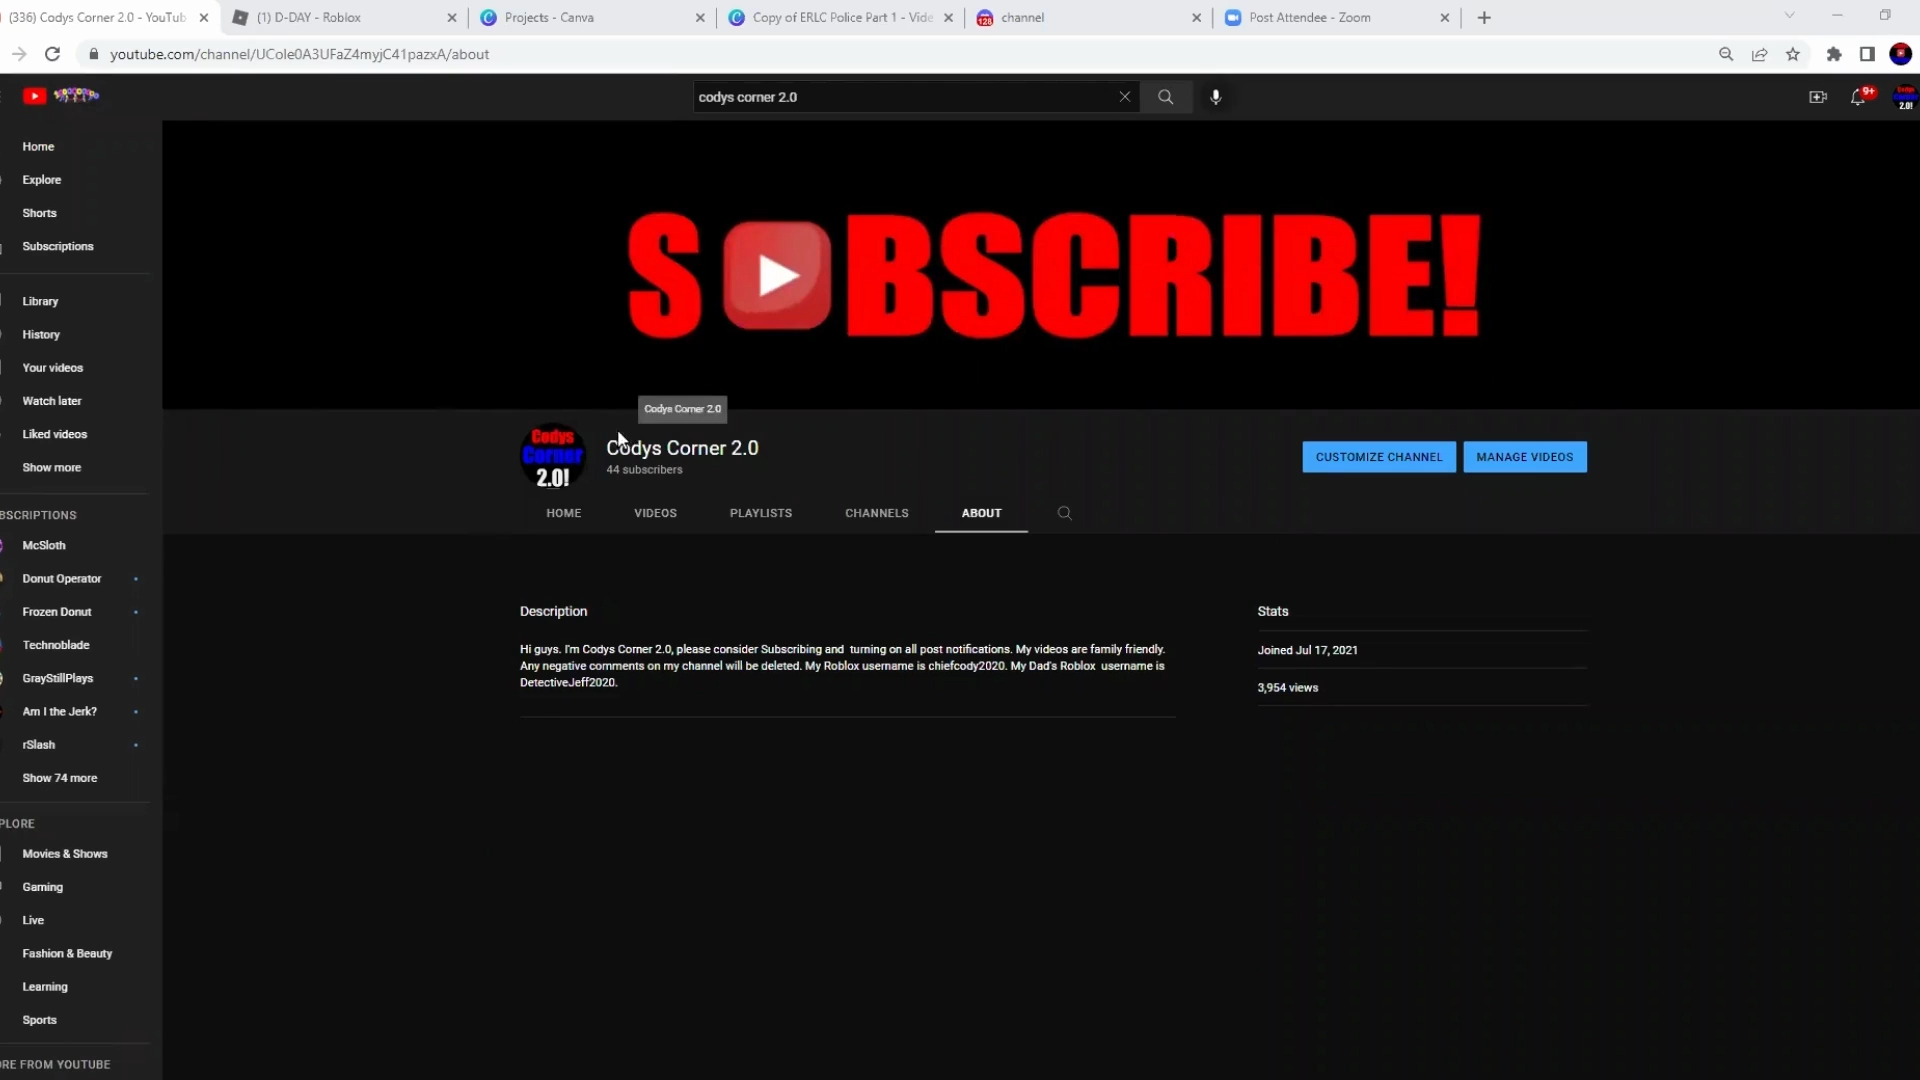 (336) Codys Corner 2.0 - YouTub
(1) D-DAY - Roblox
Projects - Canva
Copy of ERLC Police Part 1 - Vide
128
channel
Post Attendee - Zoom
youtube.com/channel/UCole0A3UFaZ4myjC41pazxA/about
codys corner 2.0
9+
Home
Explore
Shorts
Subscriptions
Library
History
Your videos
Watch later
Liked videos
Show more
BSCRIPTIONS
McSloth
Donut Operator
Frozen Donut
Technoblade
GrayStillPlays
Am I the Jerk?
rSlash
Show 74 more
PLORE
Movies & Shows
Gaming
Live
Fashion & Beauty
Learning
Sports
ORE FROM YOUTUBE
S BSCRIBE!
Codys Corner 2.0
Codys
Corner
2.0!
Codys Corner 2.0
44 subscribers
CUSTOMIZE CHANNEL
MANAGE VIDEOS
HOME
VIDEOS
PLAYLISTS
CHANNELS
ABOUT
Description
Hi guys. I'm Codys Corner 2.0, please consider Subscribing and turning on all post notifications. My videos are family friendly.
Any negative comments on my channel will be deleted. My Roblox username is chiefcody2020. My Dad's Roblox username is
DetectiveJeff2020.
Stats
Joined Jul 17, 2021
3,954 views